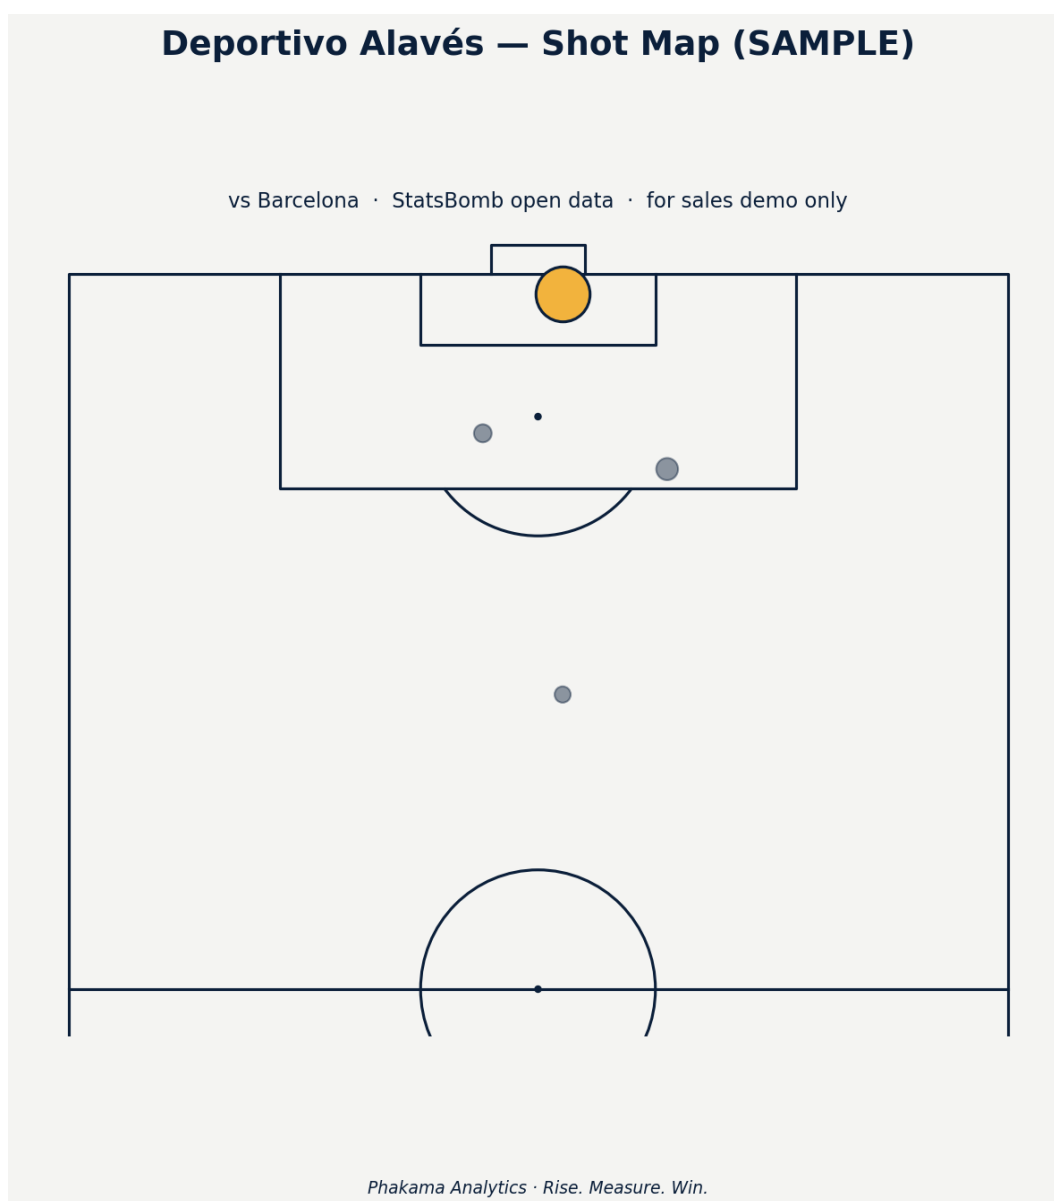 Deportivo Alavés — Shot Map (SAMPLE)
vs Barcelona · StatsBomb open data · for sales demo only
Phakama Analytics · Rise. Measure. Win.